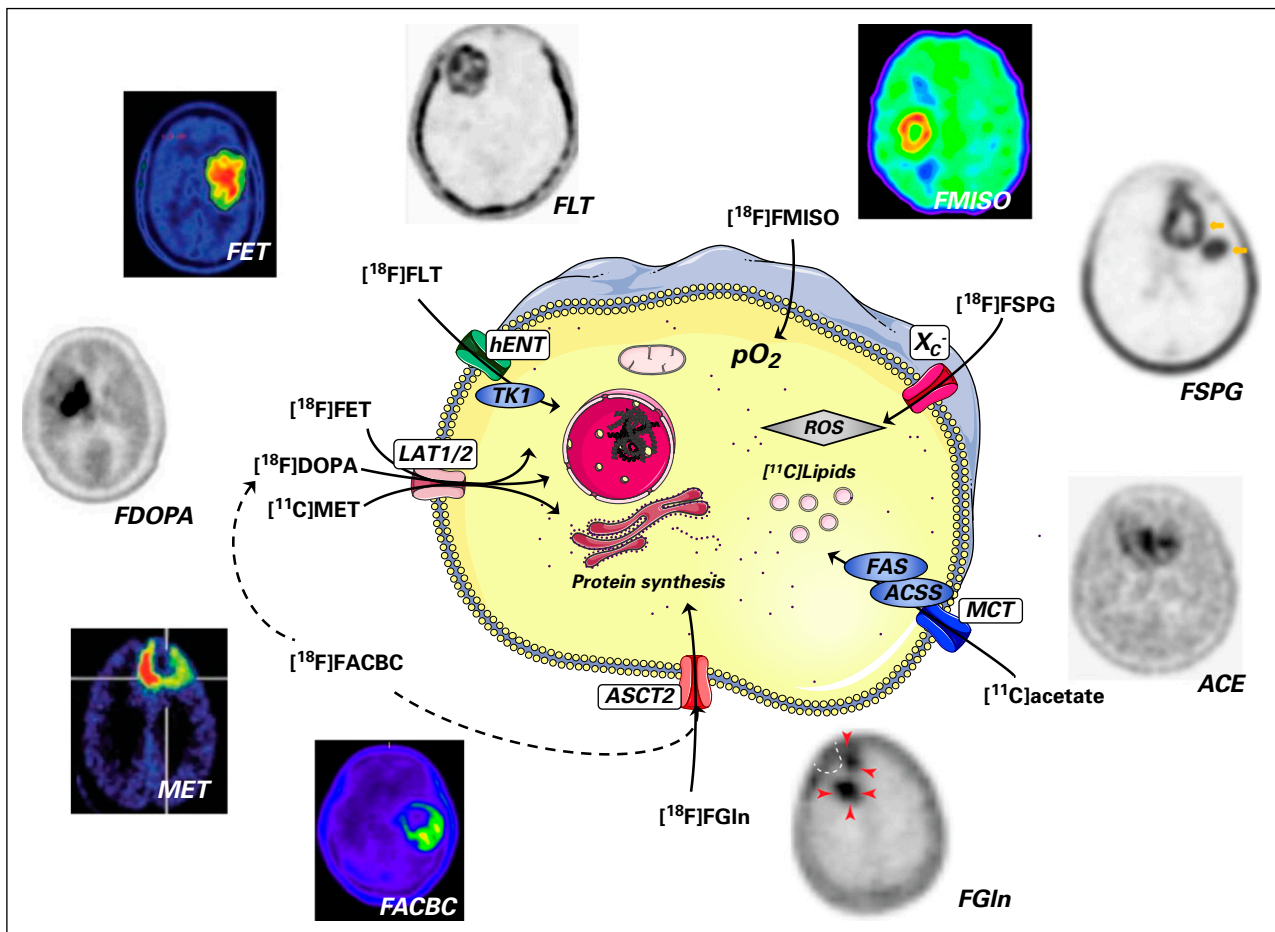 FLT
FMISO
FET
[18F]FMISO
[18F]FLT
[18F]FSPG
hENT
Xc-
pO2
TK1
FSPG
[18F]FET
ROS
LAT1/2
[18F]DOPA
[11C]Lipids
[11C]MET
FDOPA
FAS
Protein synthesis
ACSS
MCT
[18F]FACBC
ACE
ASCT2
[11C]acetate
MET
[18F]FGln
FACBC
FGln